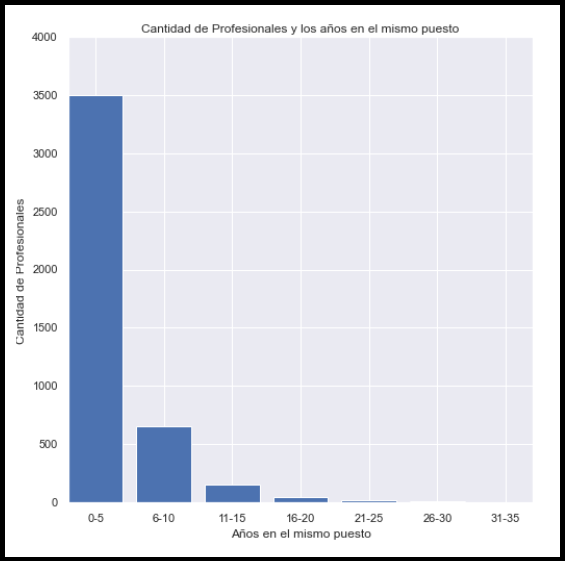 Cantidad de Profesionales y los años en el mismo puesto
4000
3500
3000
2500
2000
1500
1000
500
0
Cantidad de Profesionales
0-5 6-10 11-15 16-20 21-25 26-30 31-35
Años en el mismo puesto